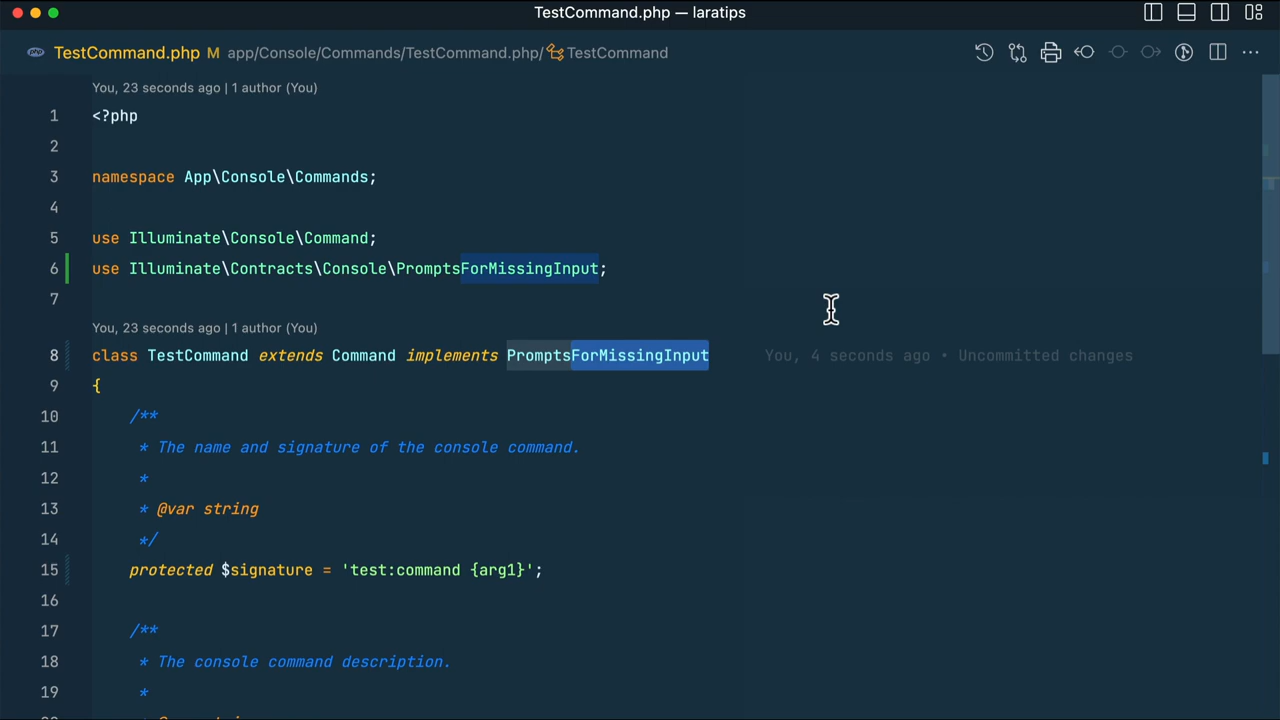 TestCommand.php — laratips
TestCommand.php M app/Console/Commands/TestCommand.php/ TestCommand
You, 23 seconds ago | 1 author (You)
1 <?php
2
3 namespace App\Console\Commands;
4
5 use Illuminate\Console\Command;
6 use Illuminate\Contracts\Console\PromptsForMissingInput;
7
You, 23 seconds ago | 1 author (You)
8 class TestCommand extends Command implements PromptsForMissingInput You, 4 seconds ago • Uncommitted changes
9 {
10 /**
11 * The name and signature of the console command.
12 *
13 * @var string
14 */
15 protected $signature = 'test:command {arg1}';
16
17 /**
18 * The console command description.
19 *